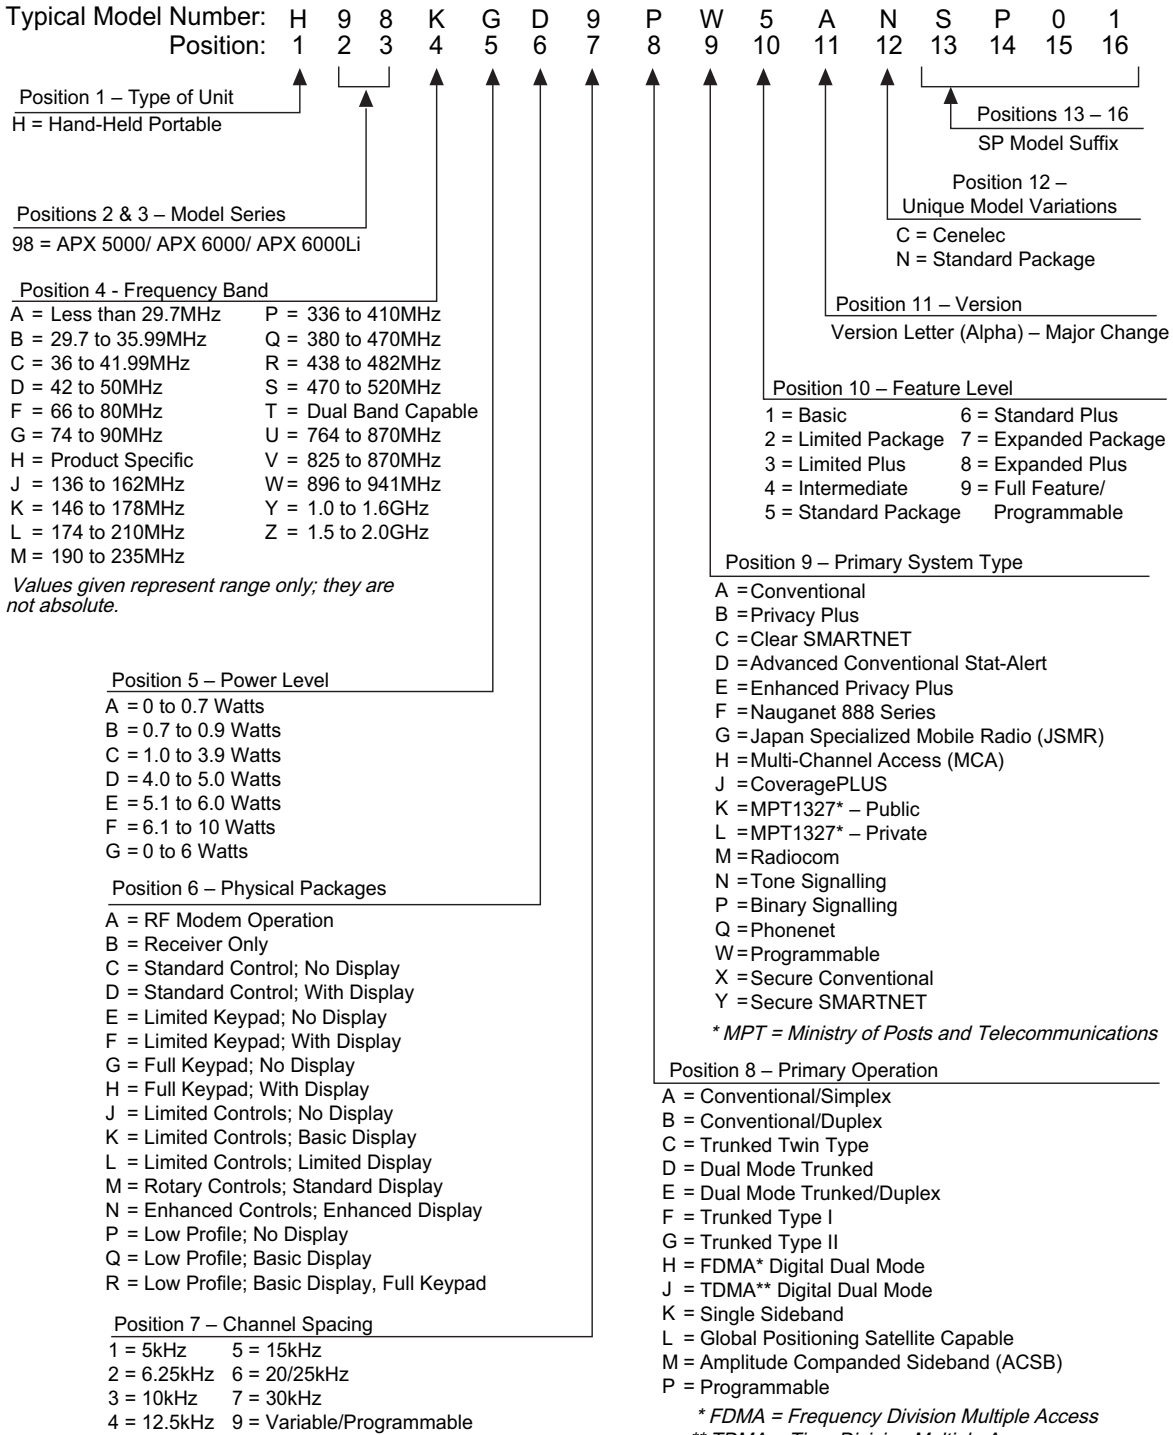 Typical Model Number: H 9 8 K G D 9 P W 5 A N S P 0 1
Position: 1 2 3 4 5 6 7 8 9 10 11 12 13 14 15 16
Position 1 – Type of Unit
H = Hand-Held Portable
Positions 2 & 3 – Model Series
98 = APX 5000/ APX 6000/ APX 6000Li
Position 4 - Frequency Band
A = Less than 29.7MHz
B = 29.7 to 35.99MHz
C = 36 to 41.99MHz
D = 42 to 50MHz
F = 66 to 80MHz
G = 74 to 90MHz
H = Product Specific
J = 136 to 162MHz
K = 146 to 178MHz
L = 174 to 210MHz
M = 190 to 235MHz
P = 336 to 410MHz
Q = 380 to 470MHz
R = 438 to 482MHz
S = 470 to 520MHz
T = Dual Band Capable
U = 764 to 870MHz
V = 825 to 870MHz
W = 896 to 941MHz
Y = 1.0 to 1.6GHz
Z = 1.5 to 2.0GHz
Values given represent range only; they are
not absolute.
Position 5 – Power Level
A = 0 to 0.7 Watts
B = 0.7 to 0.9 Watts
C = 1.0 to 3.9 Watts
D = 4.0 to 5.0 Watts
E = 5.1 to 6.0 Watts
F = 6.1 to 10 Watts
G = 0 to 6 Watts
Position 6 – Physical Packages
A = RF Modem Operation
B = Receiver Only
C = Standard Control; No Display
D = Standard Control; With Display
E = Limited Keypad; No Display
F = Limited Keypad; With Display
G = Full Keypad; No Display
H = Full Keypad; With Display
J = Limited Controls; No Display
K = Limited Controls; Basic Display
L = Limited Controls; Limited Display
M = Rotary Controls; Standard Display
N = Enhanced Controls; Enhanced Display
P = Low Profile; No Display
Q = Low Profile; Basic Display
R = Low Profile; Basic Display, Full Keypad
Position 7 – Channel Spacing
1 = 5kHz
2 = 6.25kHz
3 = 10kHz
4 = 12.5kHz
5 = 15kHz
6 = 20/25kHz
7 = 30kHz
9 = Variable/Programmable
Positions 13 – 16
SP Model Suffix
Position 12 –
Unique Model Variations
C = Cenelec
N = Standard Package
Position 11 – Version
Version Letter (Alpha) – Major Change
Position 10 – Feature Level
1 = Basic
2 = Limited Package
3 = Limited Plus
4 = Intermediate
5 = Standard Package
6 = Standard Plus
7 = Expanded Package
8 = Expanded Plus
9 = Full Feature/
Programmable
Position 9 – Primary System Type
A = Conventional
B = Privacy Plus
C = Clear SMARTNET
D = Advanced Conventional Stat-Alert
E = Enhanced Privacy Plus
F = Nauganet 888 Series
G = Japan Specialized Mobile Radio (JSMR)
H = Multi-Channel Access (MCA)
J = CoveragePLUS
K = MPT1327* – Public
L = MPT1327* – Private
M = Radiocom
N = Tone Signalling
P = Binary Signalling
Q = Phonenet
W = Programmable
X = Secure Conventional
Y = Secure SMARTNET
* MPT = Ministry of Posts and Telecommunications
Position 8 – Primary Operation
A = Conventional/Simplex
B = Conventional/Duplex
C = Trunked Twin Type
D = Dual Mode Trunked
E = Dual Mode Trunked/Duplex
F = Trunked Type I
G = Trunked Type II
H = FDMA* Digital Dual Mode
J = TDMA** Digital Dual Mode
K = Single Sideband
L = Global Positioning Satellite Capable
M = Amplitude Companded Sideband (ACSB)
P = Programmable
* FDMA = Frequency Division Multiple Access